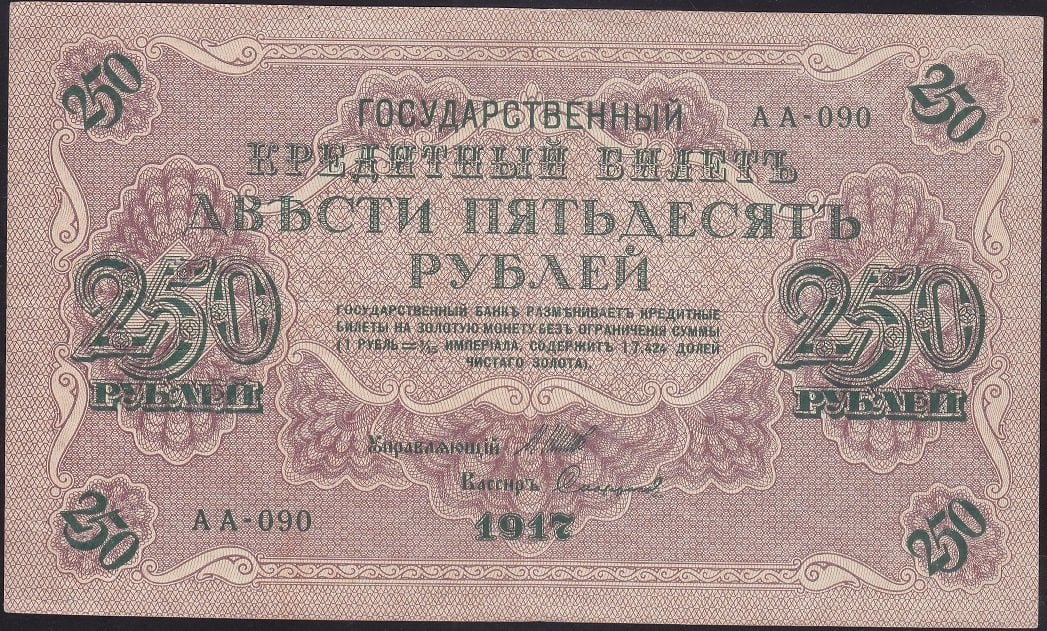 250
250
ГОСУДАРСТВЕННЫЙ
АА-090
КРЕДИТНЫЙ БИЛЕТЪ
ДВѢСТИ ПЯТЬДЕСЯТЪ
РУБЛЕЙ
250
РУБЛЕЙ
ГОСУДАРСТВЕННЫЙ БАНКЪ РАЗМѢНИВАЕТЪ КРЕДИТНЫЕ
БИЛЕТЫ НА ЗОЛОТУЮ МОНЕТУ БЕЗЪ ОГРАНИЧЕНІЯ СУММЫ
(1 РУБЛЬ = 1/15 ИМПЕРІАЛА, СОДЕРЖИТЪ 17,424 ДОЛЕЙ
ЧИСТАГО ЗОЛОТА).
250
РУБЛЕЙ
Управляющій
Кассиръ
1917
АА-090
250
250